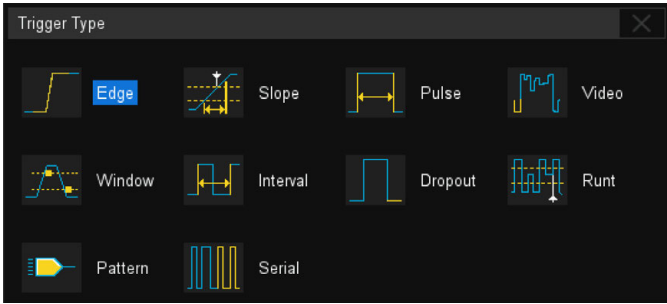 Trigger Type
Edge Slope Pulse Video
Window Interval Dropout Runt
Pattern Serial